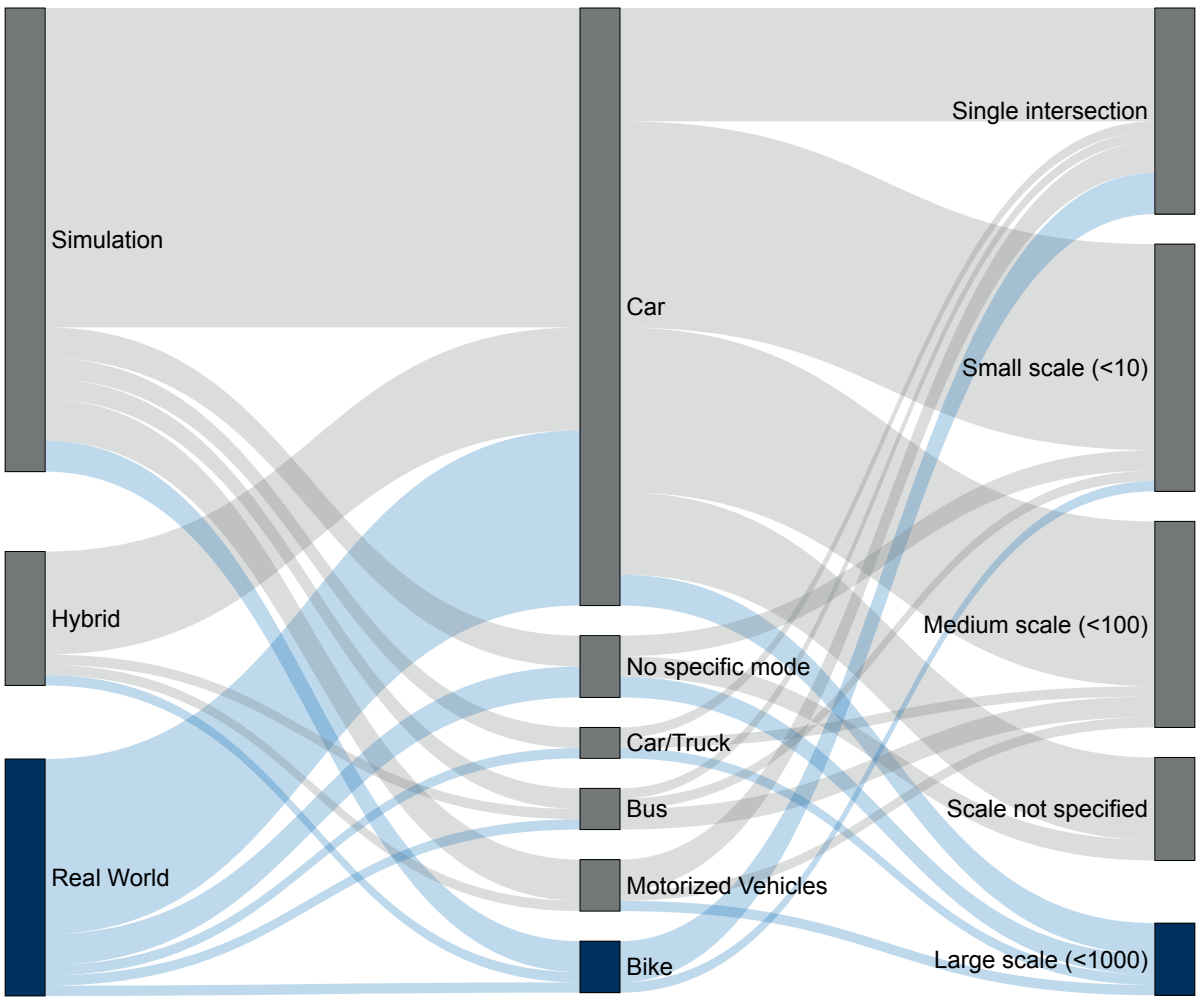 Simulation
Hybrid
Real World
Car
No specific mode
Car/Truck
Bus
Motorized Vehicles
Bike
Single intersection
Small scale (<10)
Medium scale (<100)
Scale not specified
Large scale (<1000)